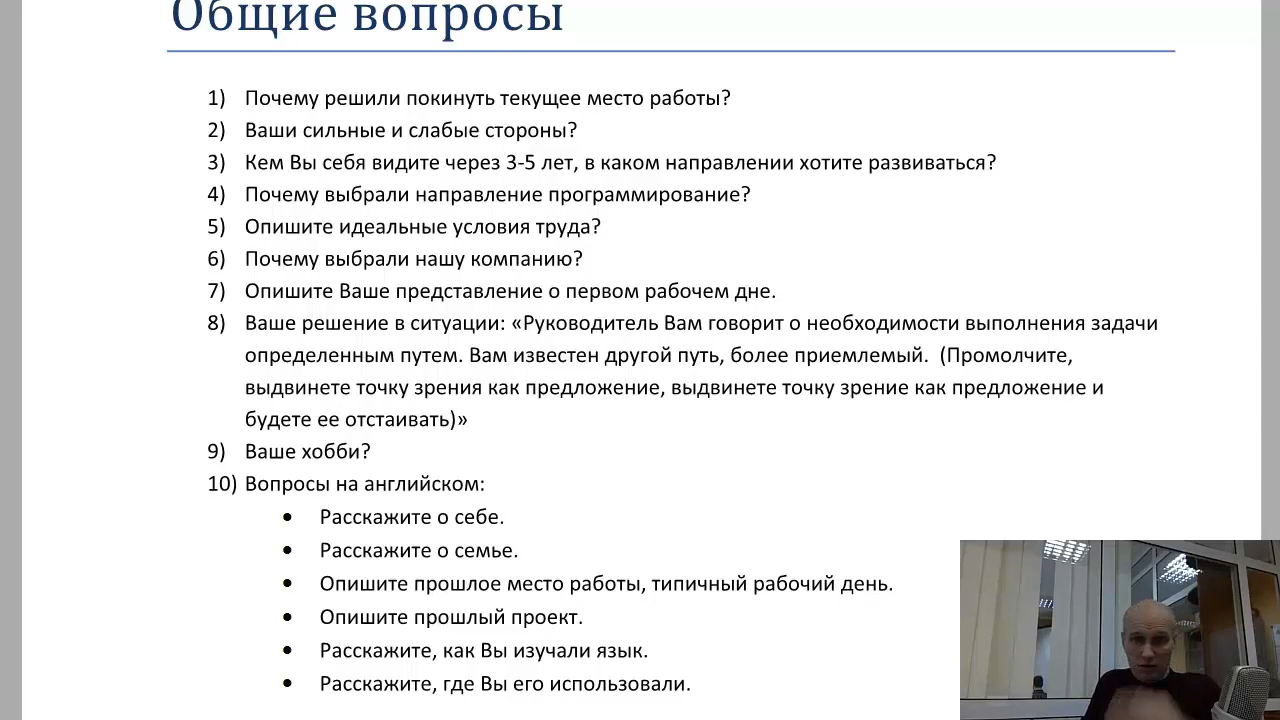 Общие вопросы
1) Почему решили покинуть текущее место работы?
2) Ваши сильные и слабые стороны?
3) Кем Вы себя видите через 3-5 лет, в каком направлении хотите развиваться?
4) Почему выбрали направление программирование?
5) Опишите идеальные условия труда?
6) Почему выбрали нашу компанию?
7) Опишите Ваше представление о первом рабочем дне.
8) Ваше решение в ситуации: «Руководитель Вам говорит о необходимости выполнения задачи
определенным путем. Вам известен другой путь, более приемлемый. (Промолчите,
выдвинете точку зрения как предложение, выдвинете точку зрение как предложение и
будете ее отстаивать)»
9) Ваше хобби?
10) Вопросы на английском:
• Расскажите о себе.
• Расскажите о семье.
• Опишите прошлое место работы, типичный рабочий день.
• Опишите прошлый проект.
• Расскажите, как Вы изучали язык.
• Расскажите, где Вы его использовали.